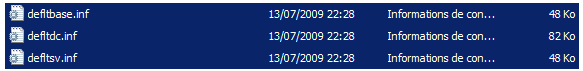 defltbase.inf 13/07/2009 22:28 Informations de con... 48 Ko
defltdc.inf 13/07/2009 22:28 Informations de con... 82 Ko
defltsv.inf 13/07/2009 22:28 Informations de con... 48 Ko